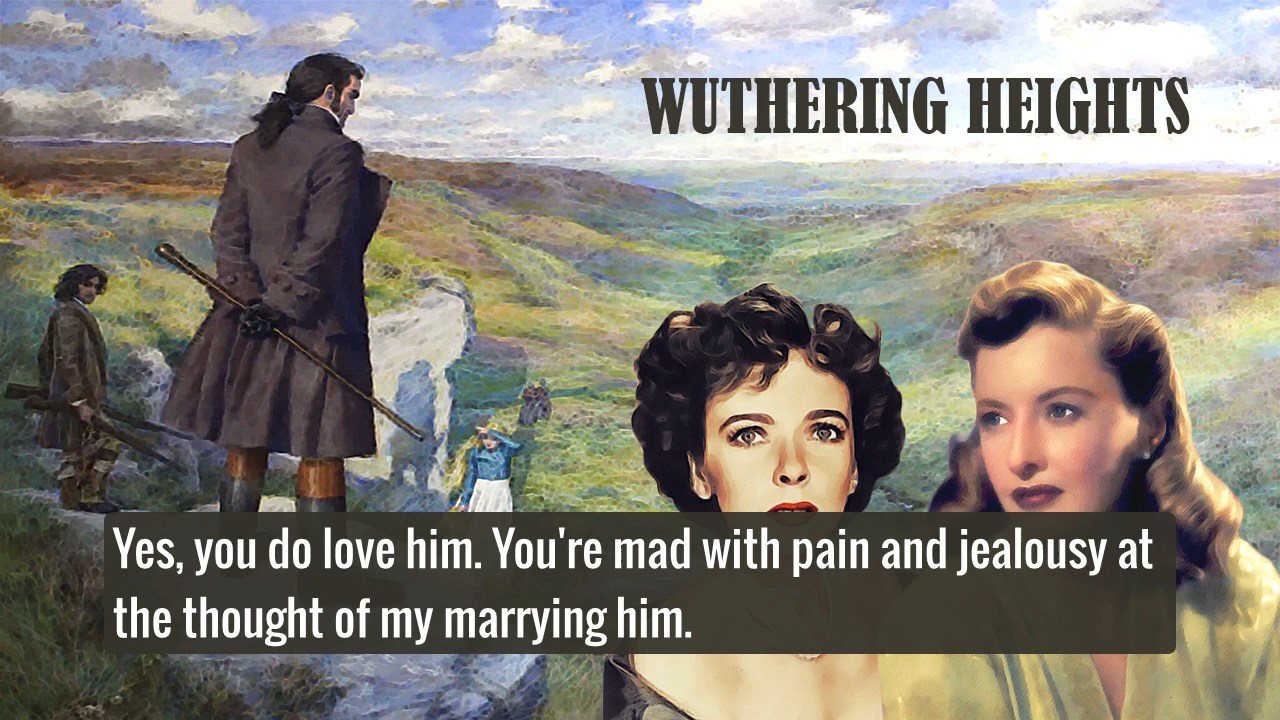 WUTHERING HEIGHTS
Yes, you do love him. You're mad with pain and jealousy at
the thought of my marrying him.